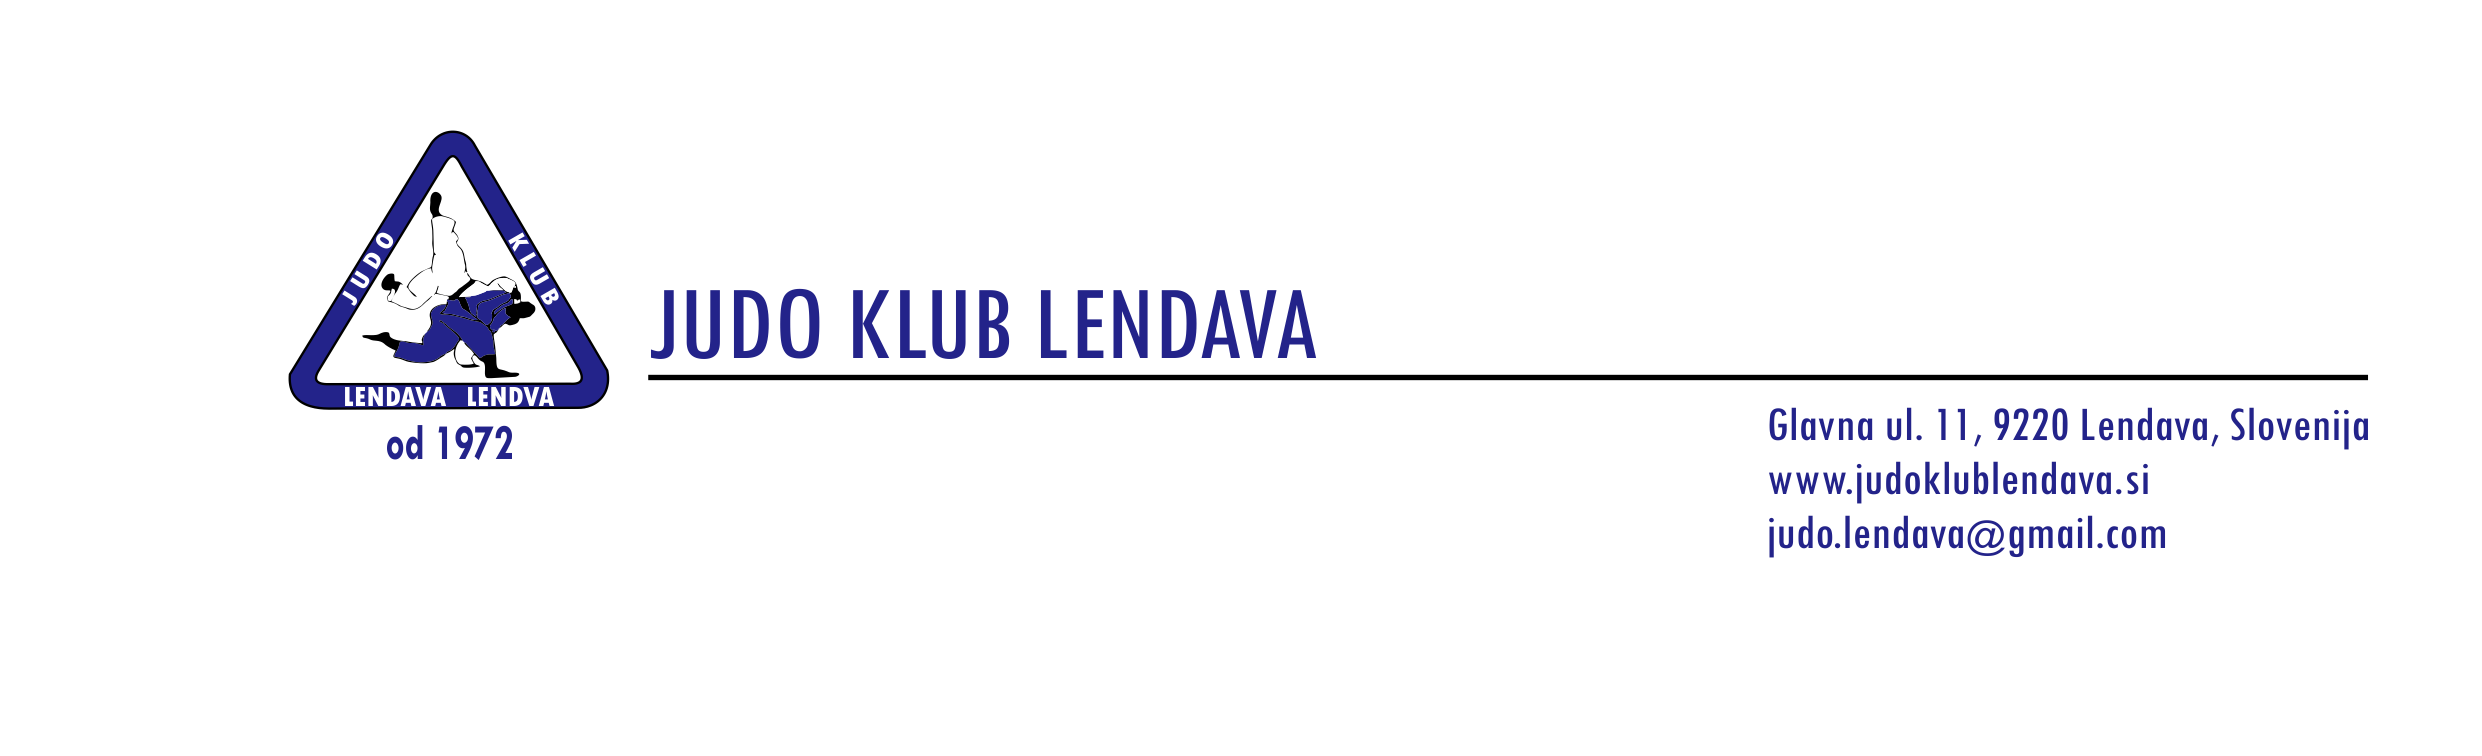 JUDO KLUB
LENDAVA LENDVA
od 1972
JUDO KLUB LENDAVA
Glavna ul. 11, 9220 Lendava, Slovenija
www.judoklublendava.si
judo.lendava@gmail.com